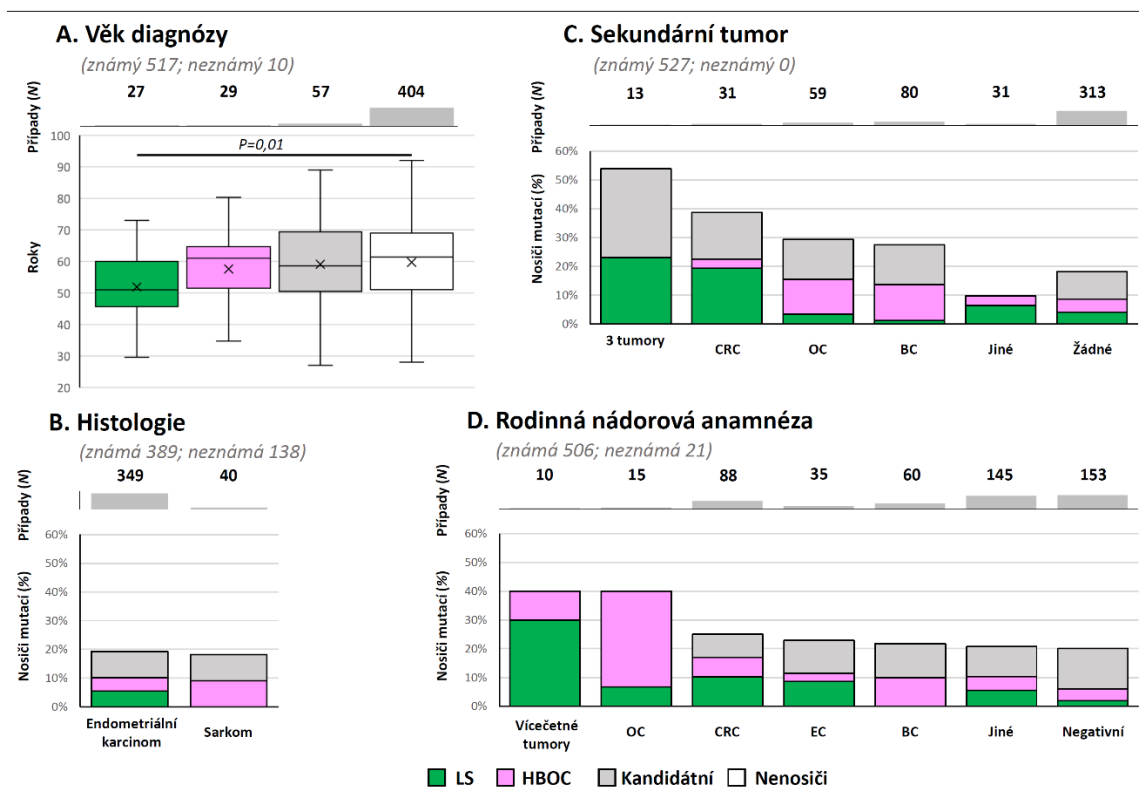 A. Věk diagnózy
(známý 517; neznámý 10)
27 29 57 404
Případy (N)
P=0,01
Roky
100
90
80
70
60
50
40
30
20
B. Histologie
(známá 389; neznámá 138)
349 40
Případy (N)
Nosiči mutací (%)
60%
50%
40%
30%
20%
10%
0%
Endometriální
karcinom
Sarkom
C. Sekundární tumor
(známý 527; neznámý 0)
13 31 59 80 31 313
Případy (N)
Nosiči mutací (%)
60%
50%
40%
30%
20%
10%
0%
3 tumory CRC OC BC Jiné Žádné
D. Rodinná nádorová anamnéza
(známá 506; neznámá 21)
10 15 88 35 60 145 153
Případy (N)
Nosiči mutací (%)
60%
50%
40%
30%
20%
10%
0%
Vícečetné
tumory
OC CRC EC BC Jiné Negativní
LS HBOC Kandidátní Nenosiči